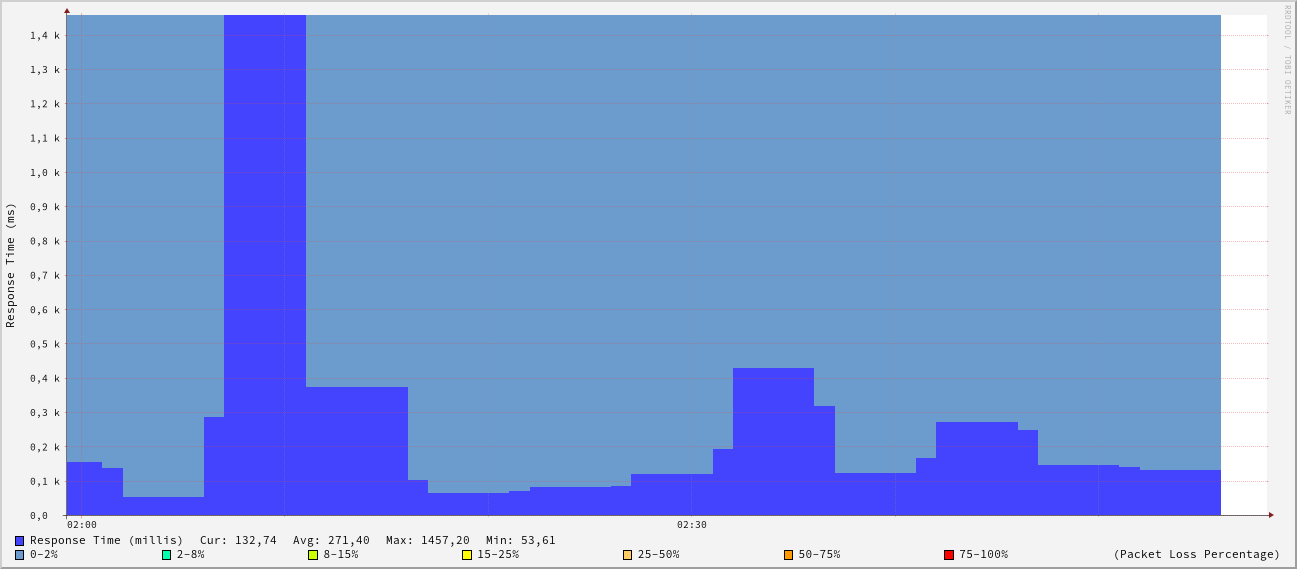 RRDTOOL / TOBI OETIKER
Response Time (ms)
1,4 k
1,3 k
1,2 k
1,1 k
1,0 k
0,9 k
0,8 k
0,7 k
0,6 k
0,5 k
0,4 k
0,3 k
0,2 k
0,1 k
0,0
02:00 02:30
Response Time (millis) Cur: 132,74 Avg: 271,40 Max: 1457,20 Min: 53,61
0-2% 2-8% 8-15% 15-25% 25-50% 50-75% 75-100% (Packet Loss Percentage)